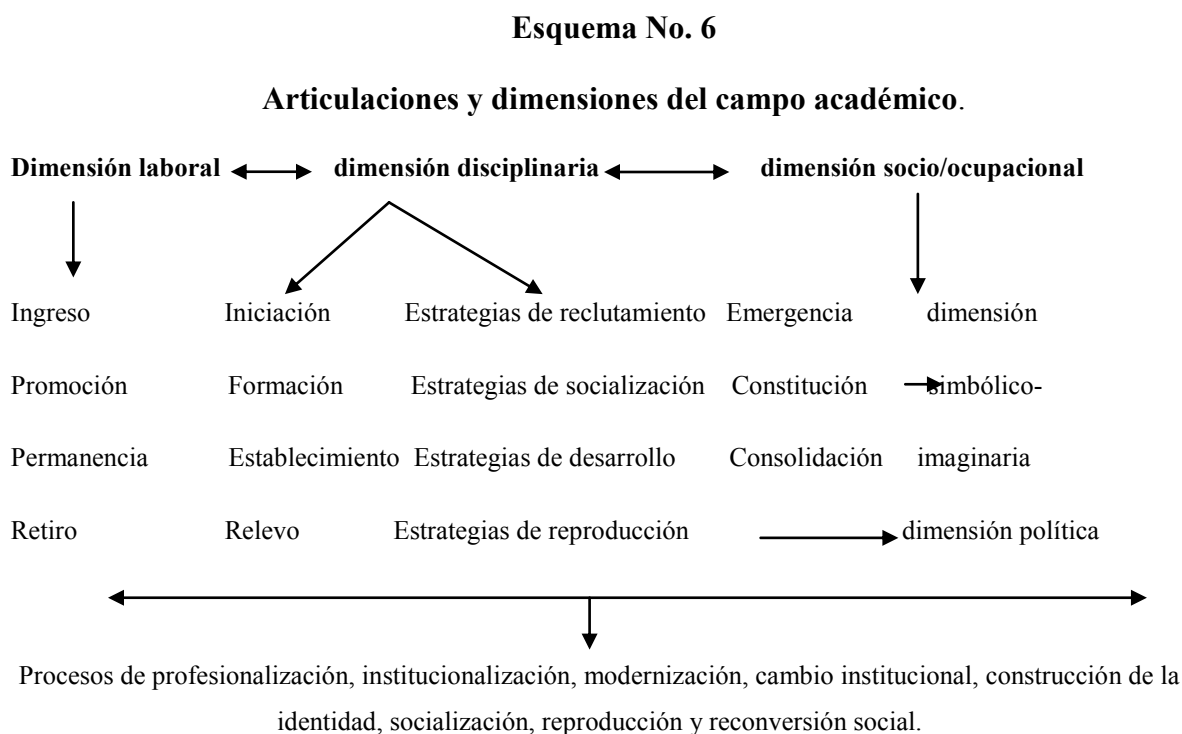 Esquema No. 6
Articulaciones y dimensiones del campo académico.
Dimensión laboral dimensión disciplinaria dimensión socio/ocupacional
Ingreso Iniciación Estrategias de reclutamiento Emergencia dimensión
Promoción Formación Estrategias de socialización Constitución simbólico-
Permanencia Establecimiento Estrategias de desarrollo Consolidación imaginaria
Retiro Relevo Estrategias de reproducción dimensión política
Procesos de profesionalización, institucionalización, modernización, cambio institucional, construcción de la
identidad, socialización, reproducción y reconversión social.